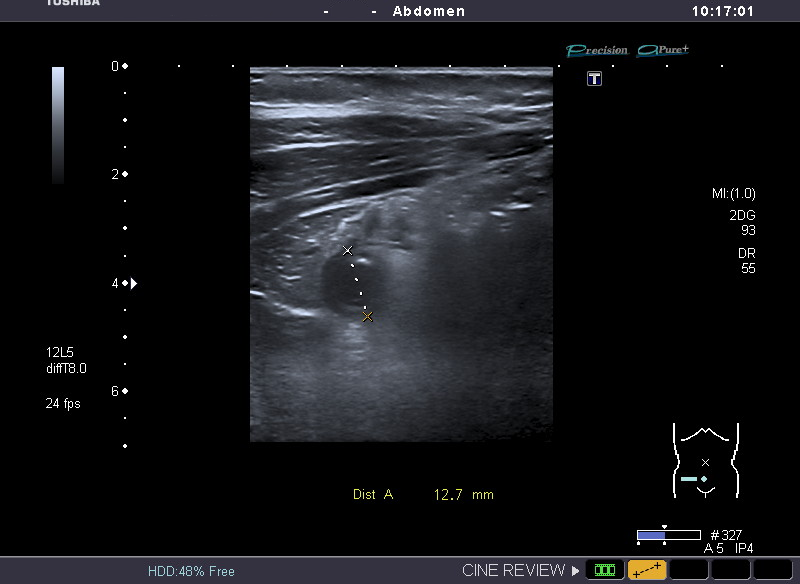 TOSHIBA
- - Abdomen 10:17:01
Precision APure+
T
0
2
4
6
MI:(1.0)
2DG
93
DR
55
12L5
diffT8.0
24 fps
Dist A 12.7 mm
#327
A 5 IP4
HDD:48% Free
CINE REVIEW